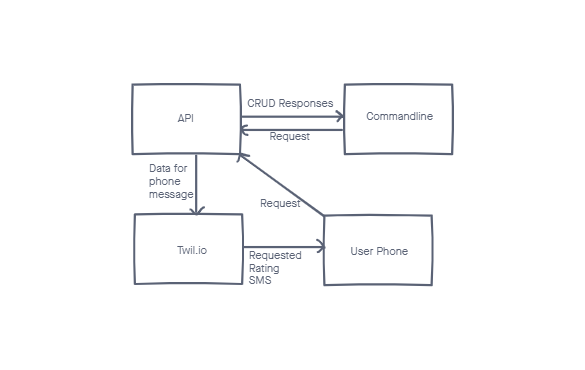 CRUD Responses
API
Commandline
Request
Data for
phone
message
Request
Twil.io
User Phone
Requested
Rating
SMS